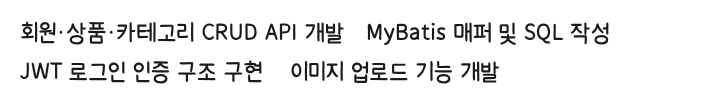 회원·상품·카테고리 CRUD API 개발 MyBatis 매퍼 및 SQL 작성
JWT 로그인 인증 구조 구현 이미지 업로드 기능 개발